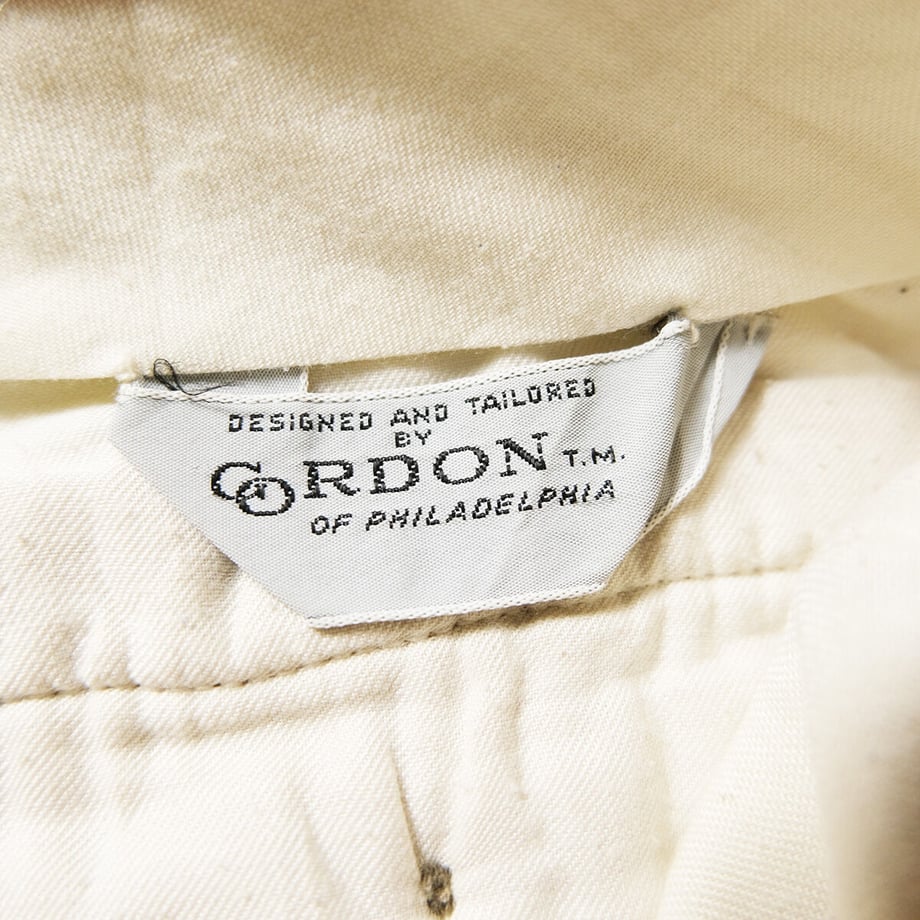 DESIGNED AND TAILORED
BY
GORDON T.M.
OF PHILADELPHIA